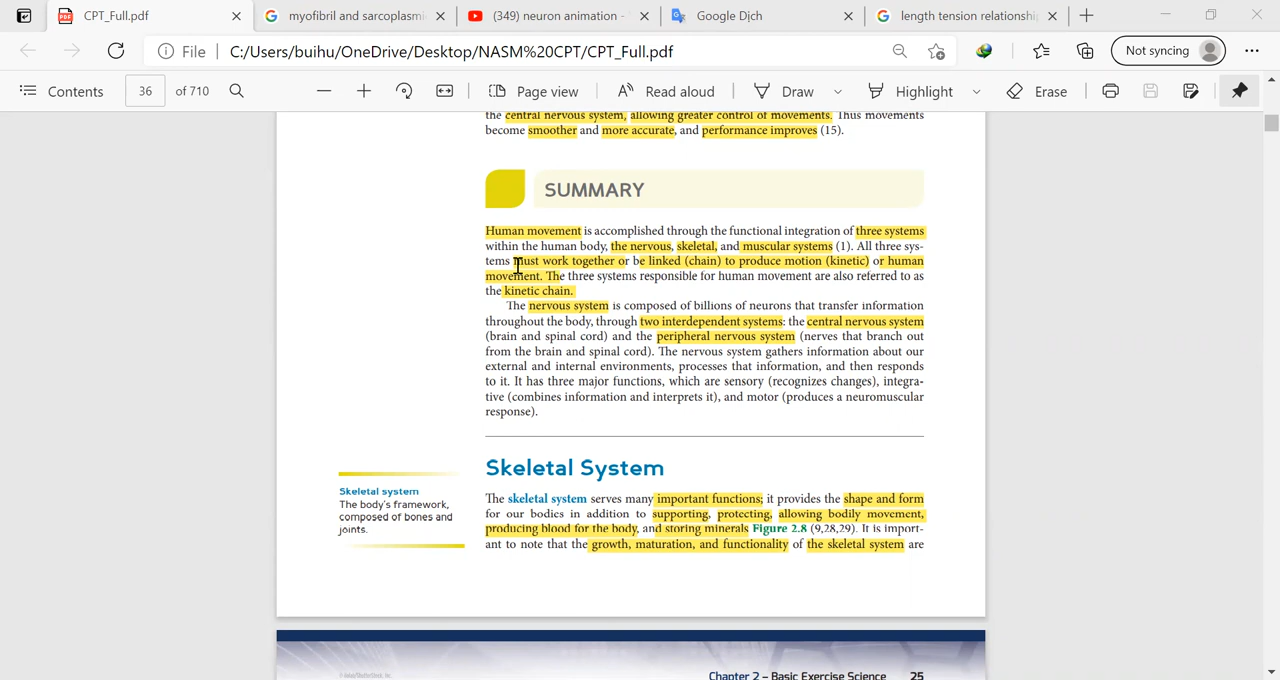 CPT_Full.pdf
myofibril and sarcoplasmi
(349) neuron animation -
Google Dịch
length tension relationship
File
C:/Users/buihu/OneDrive/Desktop/NASM%20CPT/CPT_Full.pdf
Not syncing
Contents
36
of 710
Page view
Read aloud
Draw
Highlight
Erase
the central nervous system, allowing greater control of movements. Thus movements
become smoother and more accurate, and performance improves (15).
SUMMARY
Human movement is accomplished through the functional integration of three systems
within the human body, the nervous, skeletal, and muscular systems (1). All three sys-
tems must work together or be linked (chain) to produce motion (kinetic) or human
movement. The three systems responsible for human movement are also referred to as
the kinetic chain.
The nervous system is composed of billions of neurons that transfer information
throughout the body, through two interdependent systems: the central nervous system
(brain and spinal cord) and the peripheral nervous system (nerves that branch out
from the brain and spinal cord). The nervous system gathers information about our
external and internal environments, processes that information, and then responds
to it. It has three major functions, which are sensory (recognizes changes), integra-
tive (combines information and interprets it), and motor (produces a neuromuscular
response).
Skeletal System
Skeletal system
The body's framework,
composed of bones and
joints.
The skeletal system serves many important functions; it provides the shape and form
for our bodies in addition to supporting, protecting, allowing bodily movement,
producing blood for the body, and storing minerals Figure 2.8 (9,28,29). It is import-
ant to note that the growth, maturation, and functionality of the skeletal system are
Chapter 2 – Basic Exercise Science 25